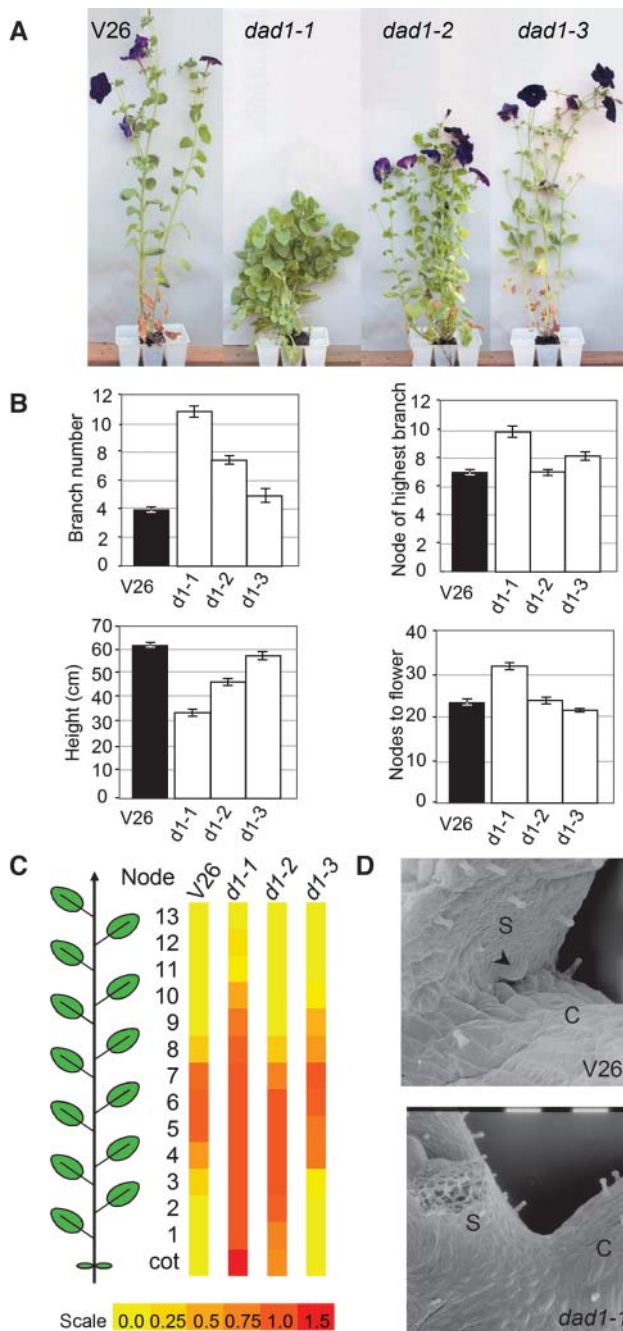 A
V26 dad1-1 dad1-2 dad1-3
B
Branch number
12
10
8
6
4
2
0
V26 d1-1 d1-2 d1-3
Node of highest branch
12
10
8
6
4
2
0
V26 d1-1 d1-2 d1-3
Height (cm)
70
60
50
40
30
20
10
0
V26 d1-1 d1-2 d1-3
Nodes to flower
40
30
20
10
0
V26 d1-1 d1-2 d1-3
C
Node V26 d1-1 d1-2 d1-3
13
12
11
10
9
8
7
6
5
4
3
2
1
cot
Scale 0.0 0.25 0.5 0.75 1.0 1.5
D
S
C
V26
S
C
dad1-1